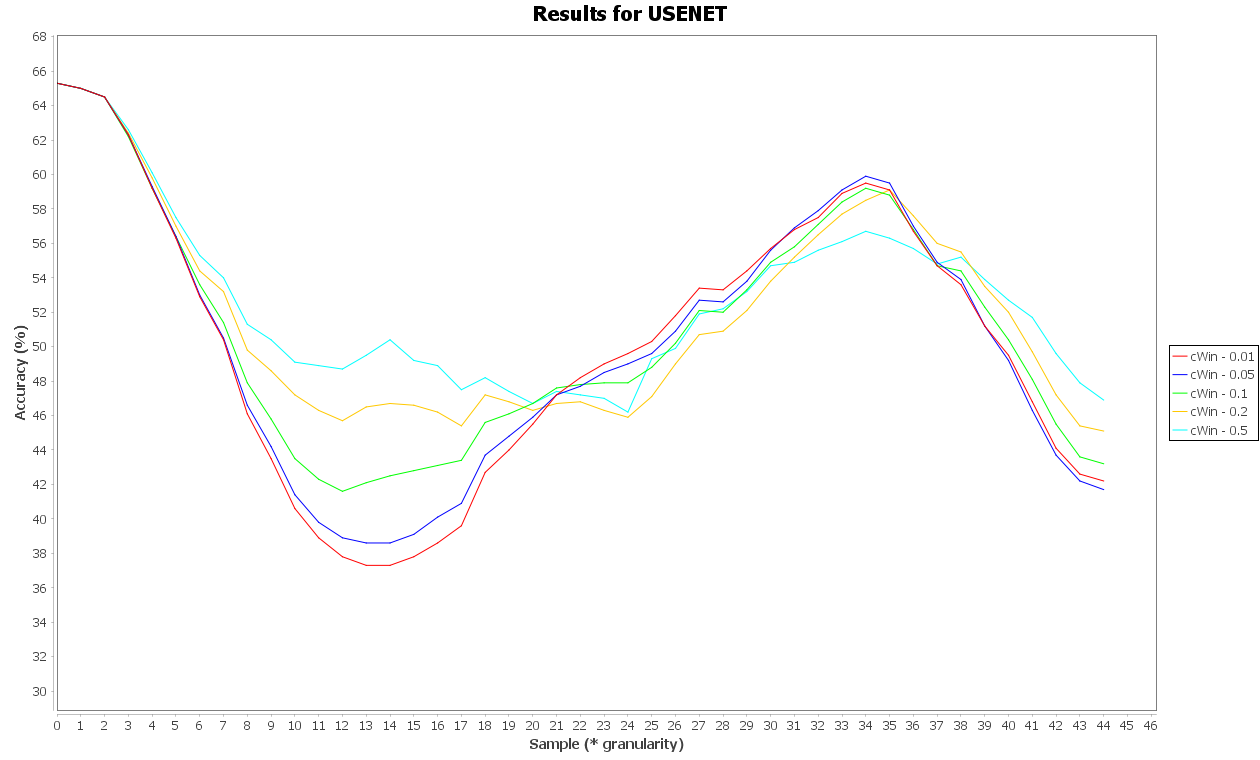 Results for USENET
68
66
64
62
60
58
56
54
52
50
48
46
44
42
40
38
36
34
32
30
Accuracy (%)
0 1 2 3 4 5 6 7 8 9 10 11 12 13 14 15 16 17 18 19 20 21 22 23 24 25 26 27 28 29 30 31 32 33 34 35 36 37 38 39 40 41 42 43 44 45 46
Sample (* granularity)
cWin - 0.01
cWin - 0.05
cWin - 0.1
cWin - 0.2
cWin - 0.5